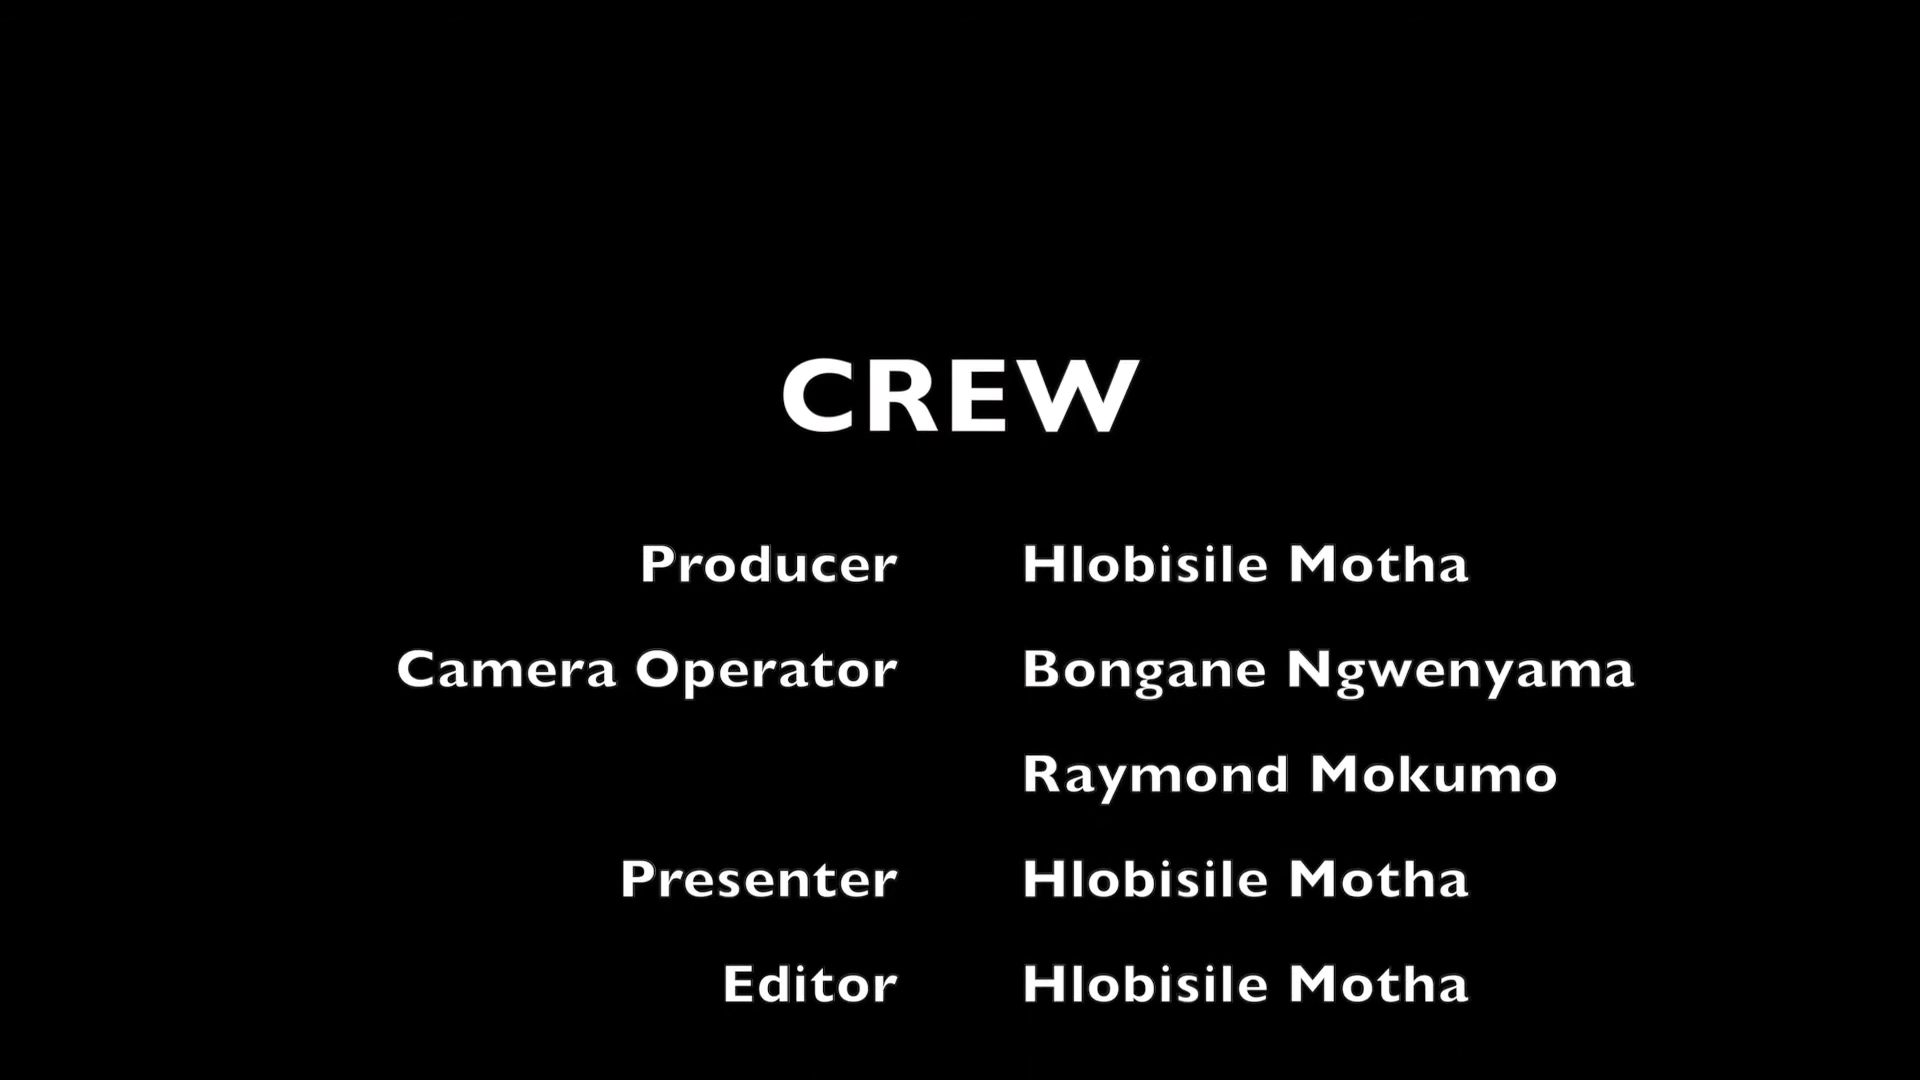 CREW
Producer Hlobisile Motha
Camera Operator Bongane Ngwenyama
Raymond Mokumo
Presenter Hlobisile Motha
Editor Hlobisile Motha